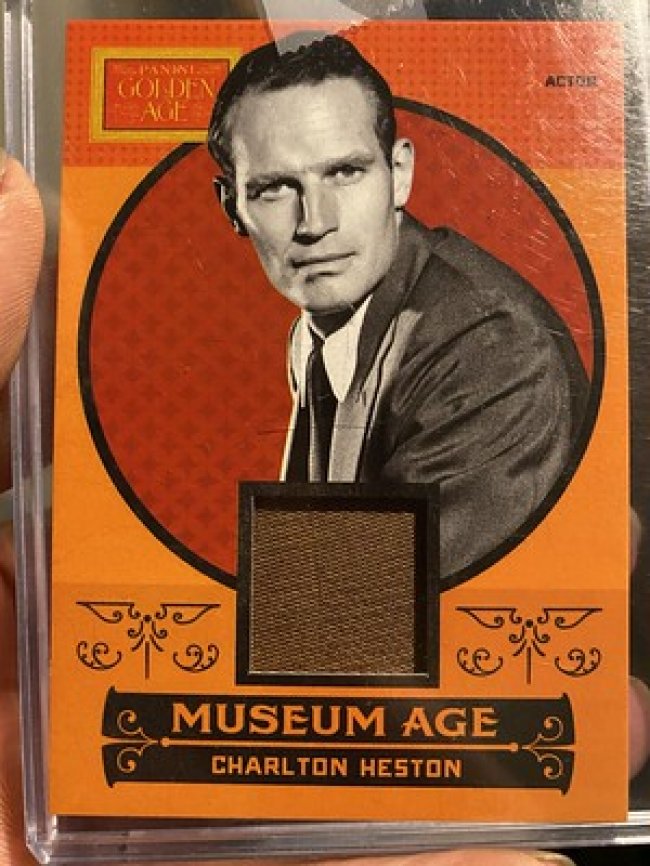 PANINI
GOLDEN
AGE
ACTOR
MUSEUM AGE
CHARLTON HESTON